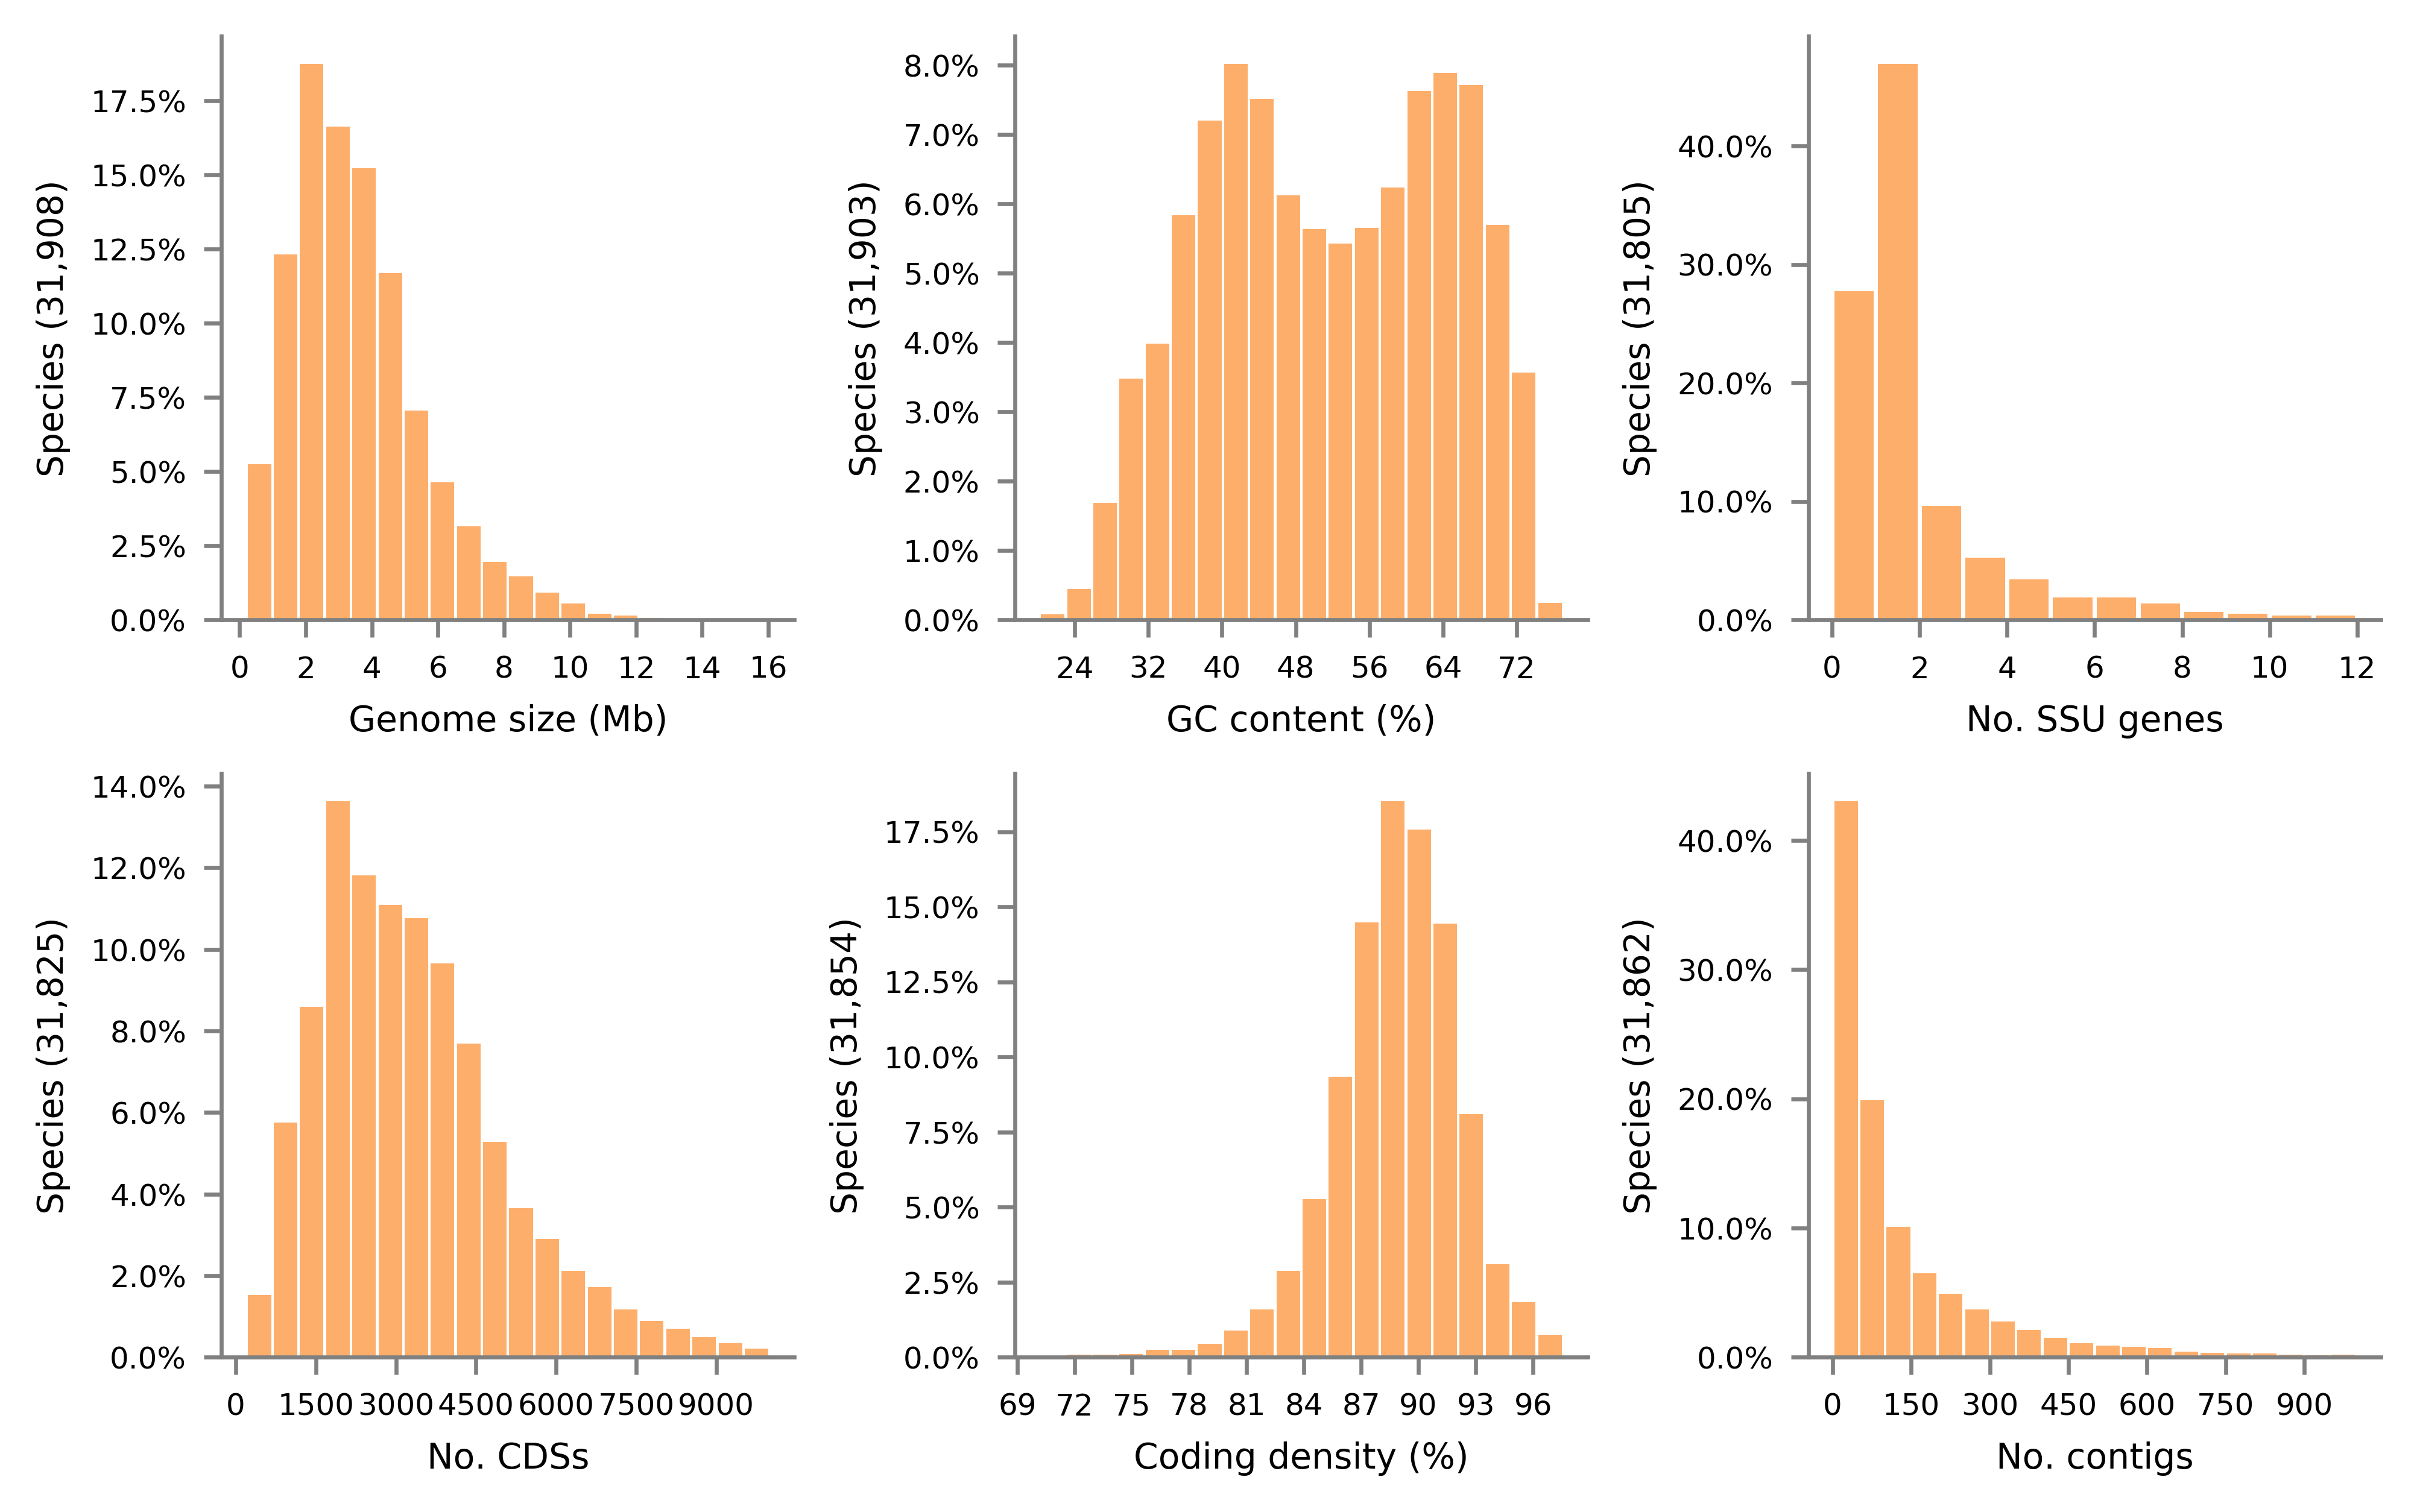 Species (31,908)
17.5%
15.0%
12.5%
10.0%
7.5%
5.0%
2.5%
0.0%
0 2 4 6 8 10 12 14 16
Genome size (Mb)
Species (31,903)
8.0%
7.0%
6.0%
5.0%
4.0%
3.0%
2.0%
1.0%
0.0%
24 32 40 48 56 64 72
GC content (%)
Species (31,805)
40.0%
30.0%
20.0%
10.0%
0.0%
0 2 4 6 8 10 12
No. SSU genes
Species (31,825)
14.0%
12.0%
10.0%
8.0%
6.0%
4.0%
2.0%
0.0%
0 1500 3000 4500 6000 7500 9000
No. CDSs
Species (31,854)
17.5%
15.0%
12.5%
10.0%
7.5%
5.0%
2.5%
0.0%
69 72 75 78 81 84 87 90 93 96
Coding density (%)
Species (31,862)
40.0%
30.0%
20.0%
10.0%
0.0%
0 150 300 450 600 750 900
No. contigs